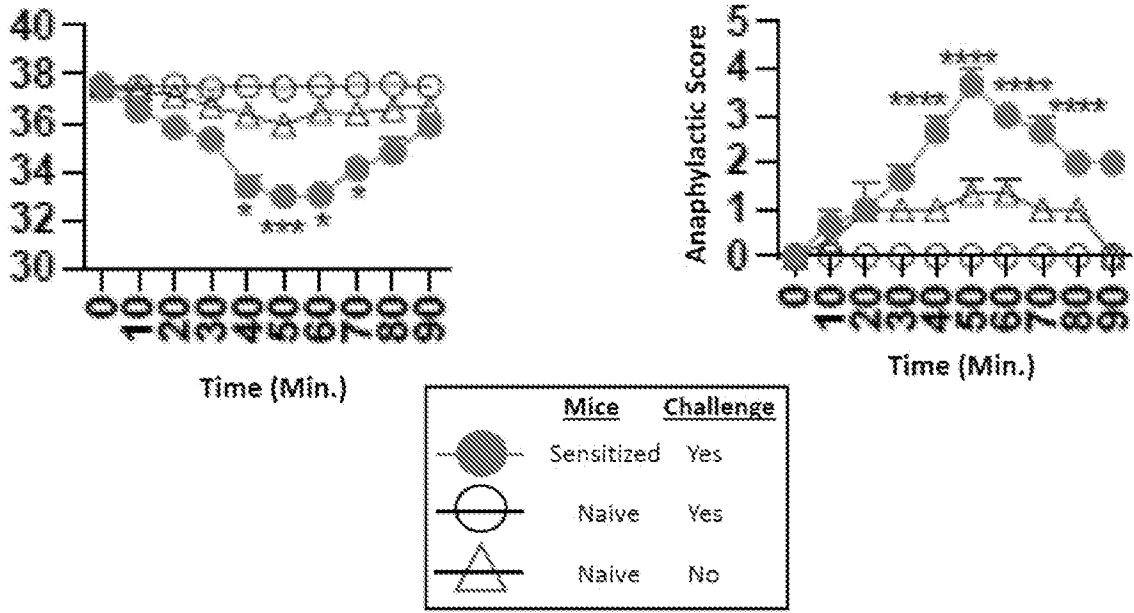 40
38
36
34
32
30
0 10 20 30 40 50 60 70 80 90
Time (Min.)
* *** * *
Anaphylactic Score
5
4
3
2
1
0
0 10 20 30 40 50 60 70 80 90
Time (Min.)
**** **** **** ****
Mice Challenge
Sensitized Yes
Naive Yes
Naive No